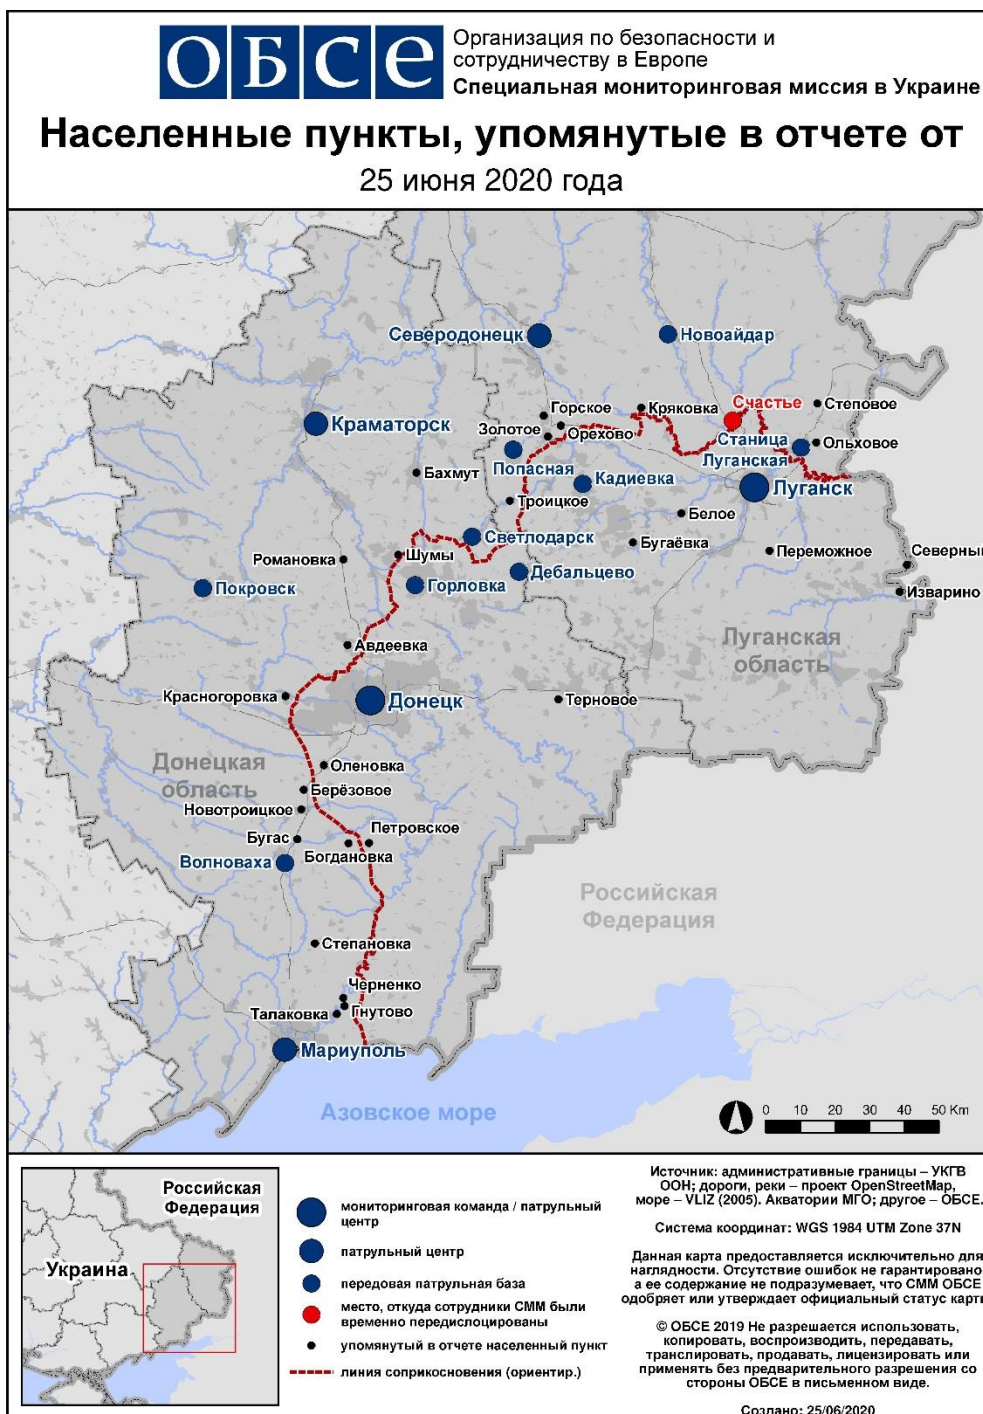 ОБСЕ
Организация по безопасности и
сотрудничеству в Европе
Специальная мониторинговая миссия в Украине
Населенные пункты, упомянутые в отчете от
25 июня 2020 года
Северодонецк
Новоайдар
Счастье
Степовое
Горское
Кряковка
Краматорск
Золотое
Орехово
Станица
Луганская
Ольховое
Попасная
Бахмут
Кадиевка
Луганск
Троицкое
Белое
Светлодарск
Бугаёвка
Переможное
Северный
Шумы
Романовка
Дебальцево
Покровск
Горловка
Изварино
Луганская
область
Авдеевка
Красногоровка
Донецк
Терновое
Донецкая
область
Оленовка
Берёзовое
Новотроицкое
Петровское
Бугас
Богдановка
Волноваха
Российская
Федерация
Степановка
Черненко
Гнутово
Талаковка
Мариуполь
Азовское море
0 10 20 30 40 50 Km
Российская
Федерация
Украина
мониторинговая команда / патрульный
центр
патрульный центр
передовая патрульная база
место, откуда сотрудники СММ были
временно передислоцированы
упомянутый в отчете населенный пункт
линия соприкосновения (ориентир.)
Источник: административные границы – УКГВ
ООН; дороги, реки – проект OpenStreetMap,
море – VLIZ (2005). Акватории МГО; другое – ОБСЕ.
Система координат: WGS 1984 UTM Zone 37N
Данная карта предоставляется исключительно для
наглядности. Отсутствие ошибок не гарантировано
а ее содержание не подразумевает, что СММ ОБСЕ
одобряет или утверждает официальный статус карты
© ОБСЕ 2019 Не разрешается использовать,
копировать, воспроизводить, передавать,
транслировать, продавать, лицензировать или
применять без предварительного разрешения со
стороны ОБСЕ в письменном виде.
Создано: 25/06/2020